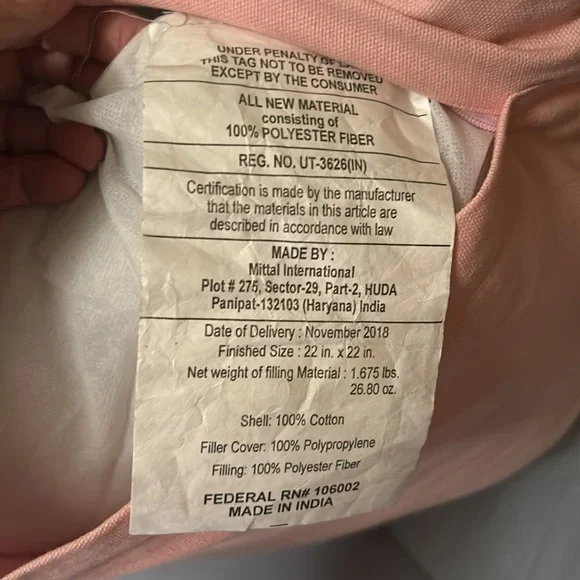 UNDER PENALTY OF
THIS TAG NOT TO BE REMOVED
EXCEPT BY THE CONSUMER
ALL NEW MATERIAL
consisting of
100% POLYESTER FIBER
REG. NO. UT-3626(IN)
Certification is made by the manufacturer
that the materials in this article are
described in accordance with law
MADE BY :
Mittal International
Plot # 275, Sector-29, Part-2, HUDA
Panipat-132103 (Haryana) India
Date of Delivery : November 2018
Finished Size : 22 in. x 22 in.
Net weight of filling Material : 1.675 lbs.
26.80 oz.
Shell: 100% Cotton
Filler Cover: 100% Polypropylene
Filling: 100% Polyester Fiber
FEDERAL RN# 106002
MADE IN INDIA